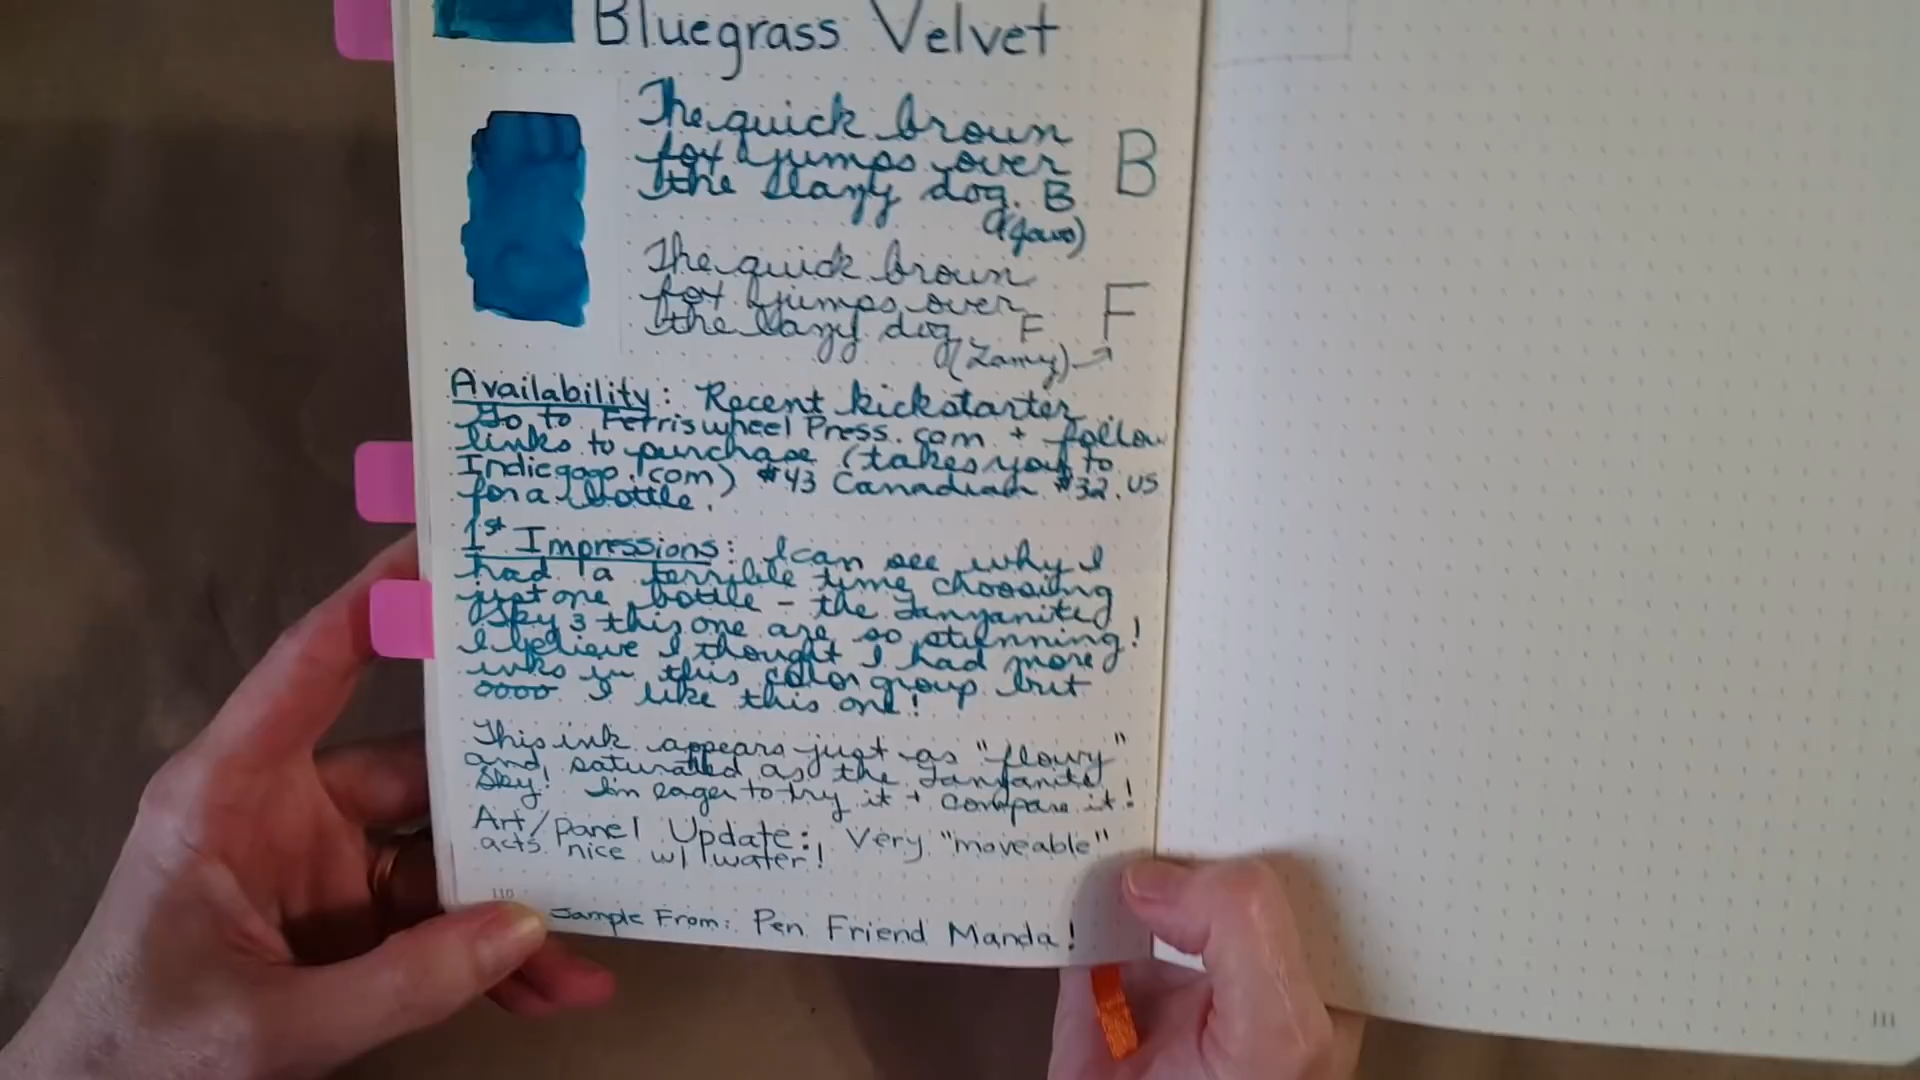 Bluegrass Velvet
The quick brown
fox jumps over
the lazy dog. B
B
(Jowo)
The quick brown
fox jumps over
the lazy dog. F
F
(Lamy)→
Availability: Recent kickstarter
Go to Ferriswheel Press.com + follow
links to purchase (takes you to
Indiegogo.com) $43 Canadian $32. US
for a bottle.
1st Impressions: I can see why I
had a terrible time choosing
just one bottle - the Tanzanite
Sky & this one are so stunning!
I believe I thought I had more
inks in this color group but
oooo I like this one!
This ink appears just as "flowy"
and saturated as the Tanzanite
Sky! I'm eager to try it + compare it!
Art/panel Update: Very "moveable"
acts nice w/ water!
110
Sample From: Pen Friend Manda!
111